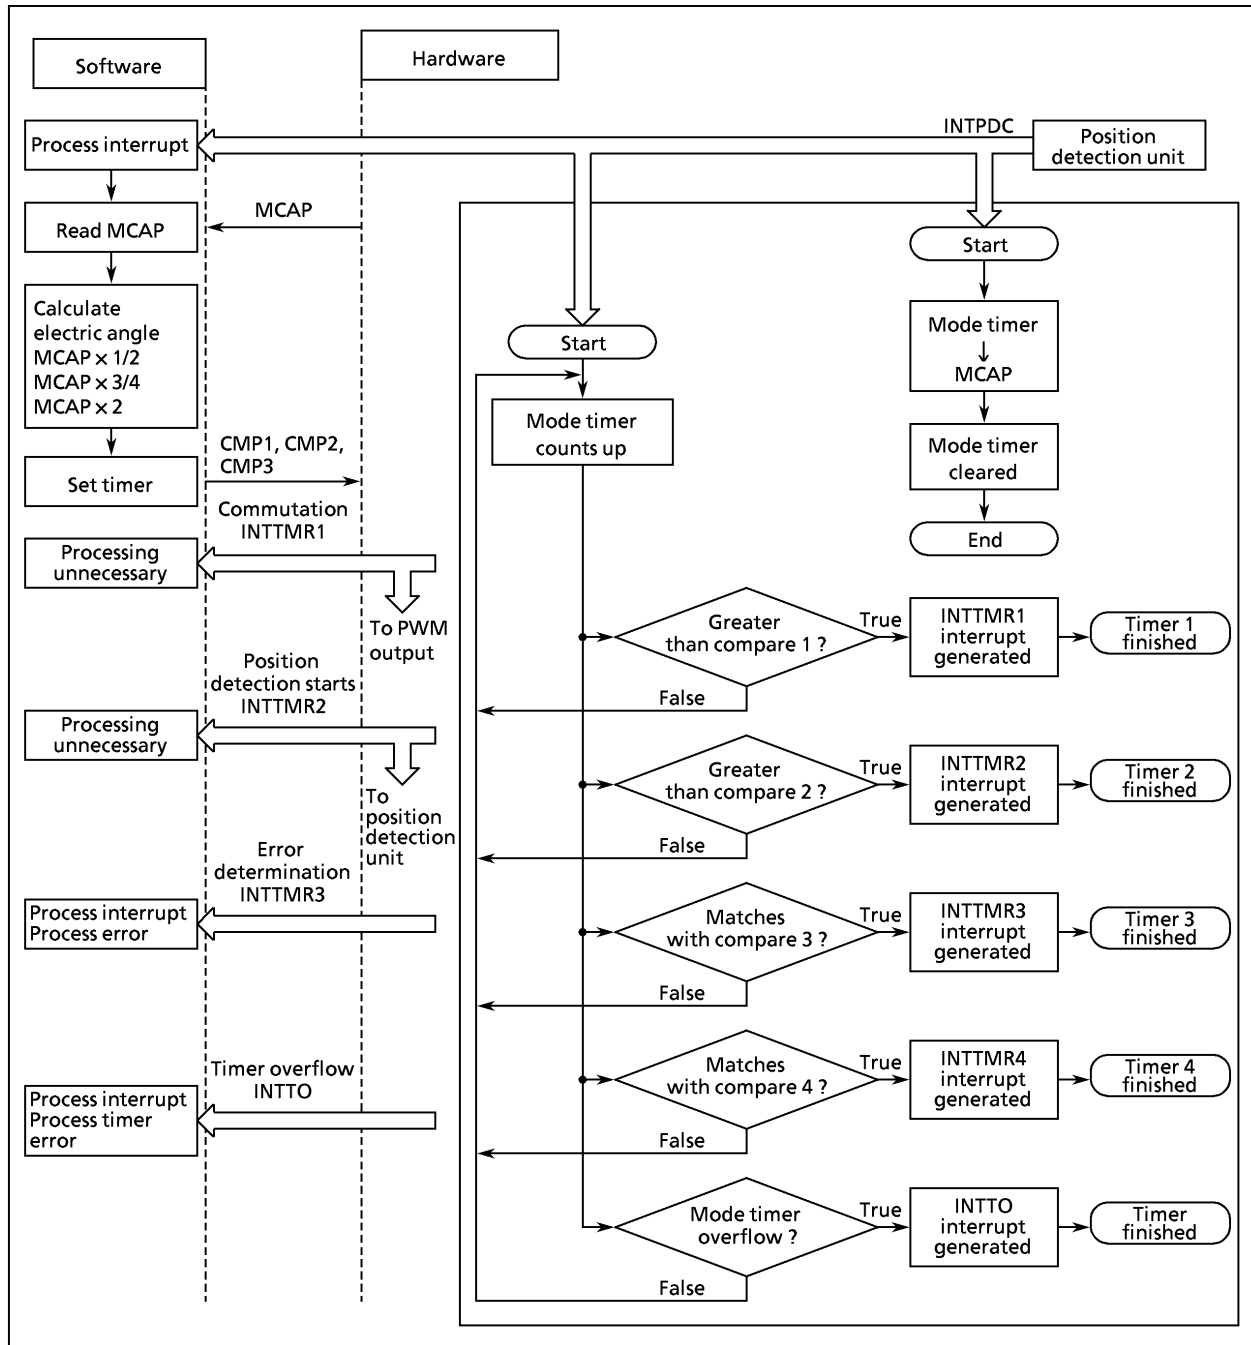 Software
Hardware
INTPDC
Process interrupt
Position
detection unit
MCAP
Read MCAP
Start
Calculate
electric angle
MCAP × 1/2
MCAP × 3/4
MCAP × 2
Mode timer
MCAP
Start
Mode timer
counts up
Mode timer
cleared
CMP1, CMP2,
CMP3
Set timer
End
Commutation
INTTMR1
Processing
unnecessary
To PWM
output
Greater
than compare 1 ?
True
False
INTTMR1
interrupt
generated
Timer 1
finished
Position
detection starts
INTTMR2
Processing
unnecessary
To
position
detection
unit
Greater
than compare 2 ?
True
False
INTTMR2
interrupt
generated
Timer 2
finished
Error
determination
INTTMR3
Process interrupt
Process error
Matches
with compare 3 ?
True
False
INTTMR3
interrupt
generated
Timer 3
finished
Timer overflow
INTTO
Process interrupt
Process timer
error
Matches
with compare 4 ?
True
False
INTTMR4
interrupt
generated
Timer 4
finished
Mode timer
overflow ?
True
False
INTTO
interrupt
generated
Timer
finished